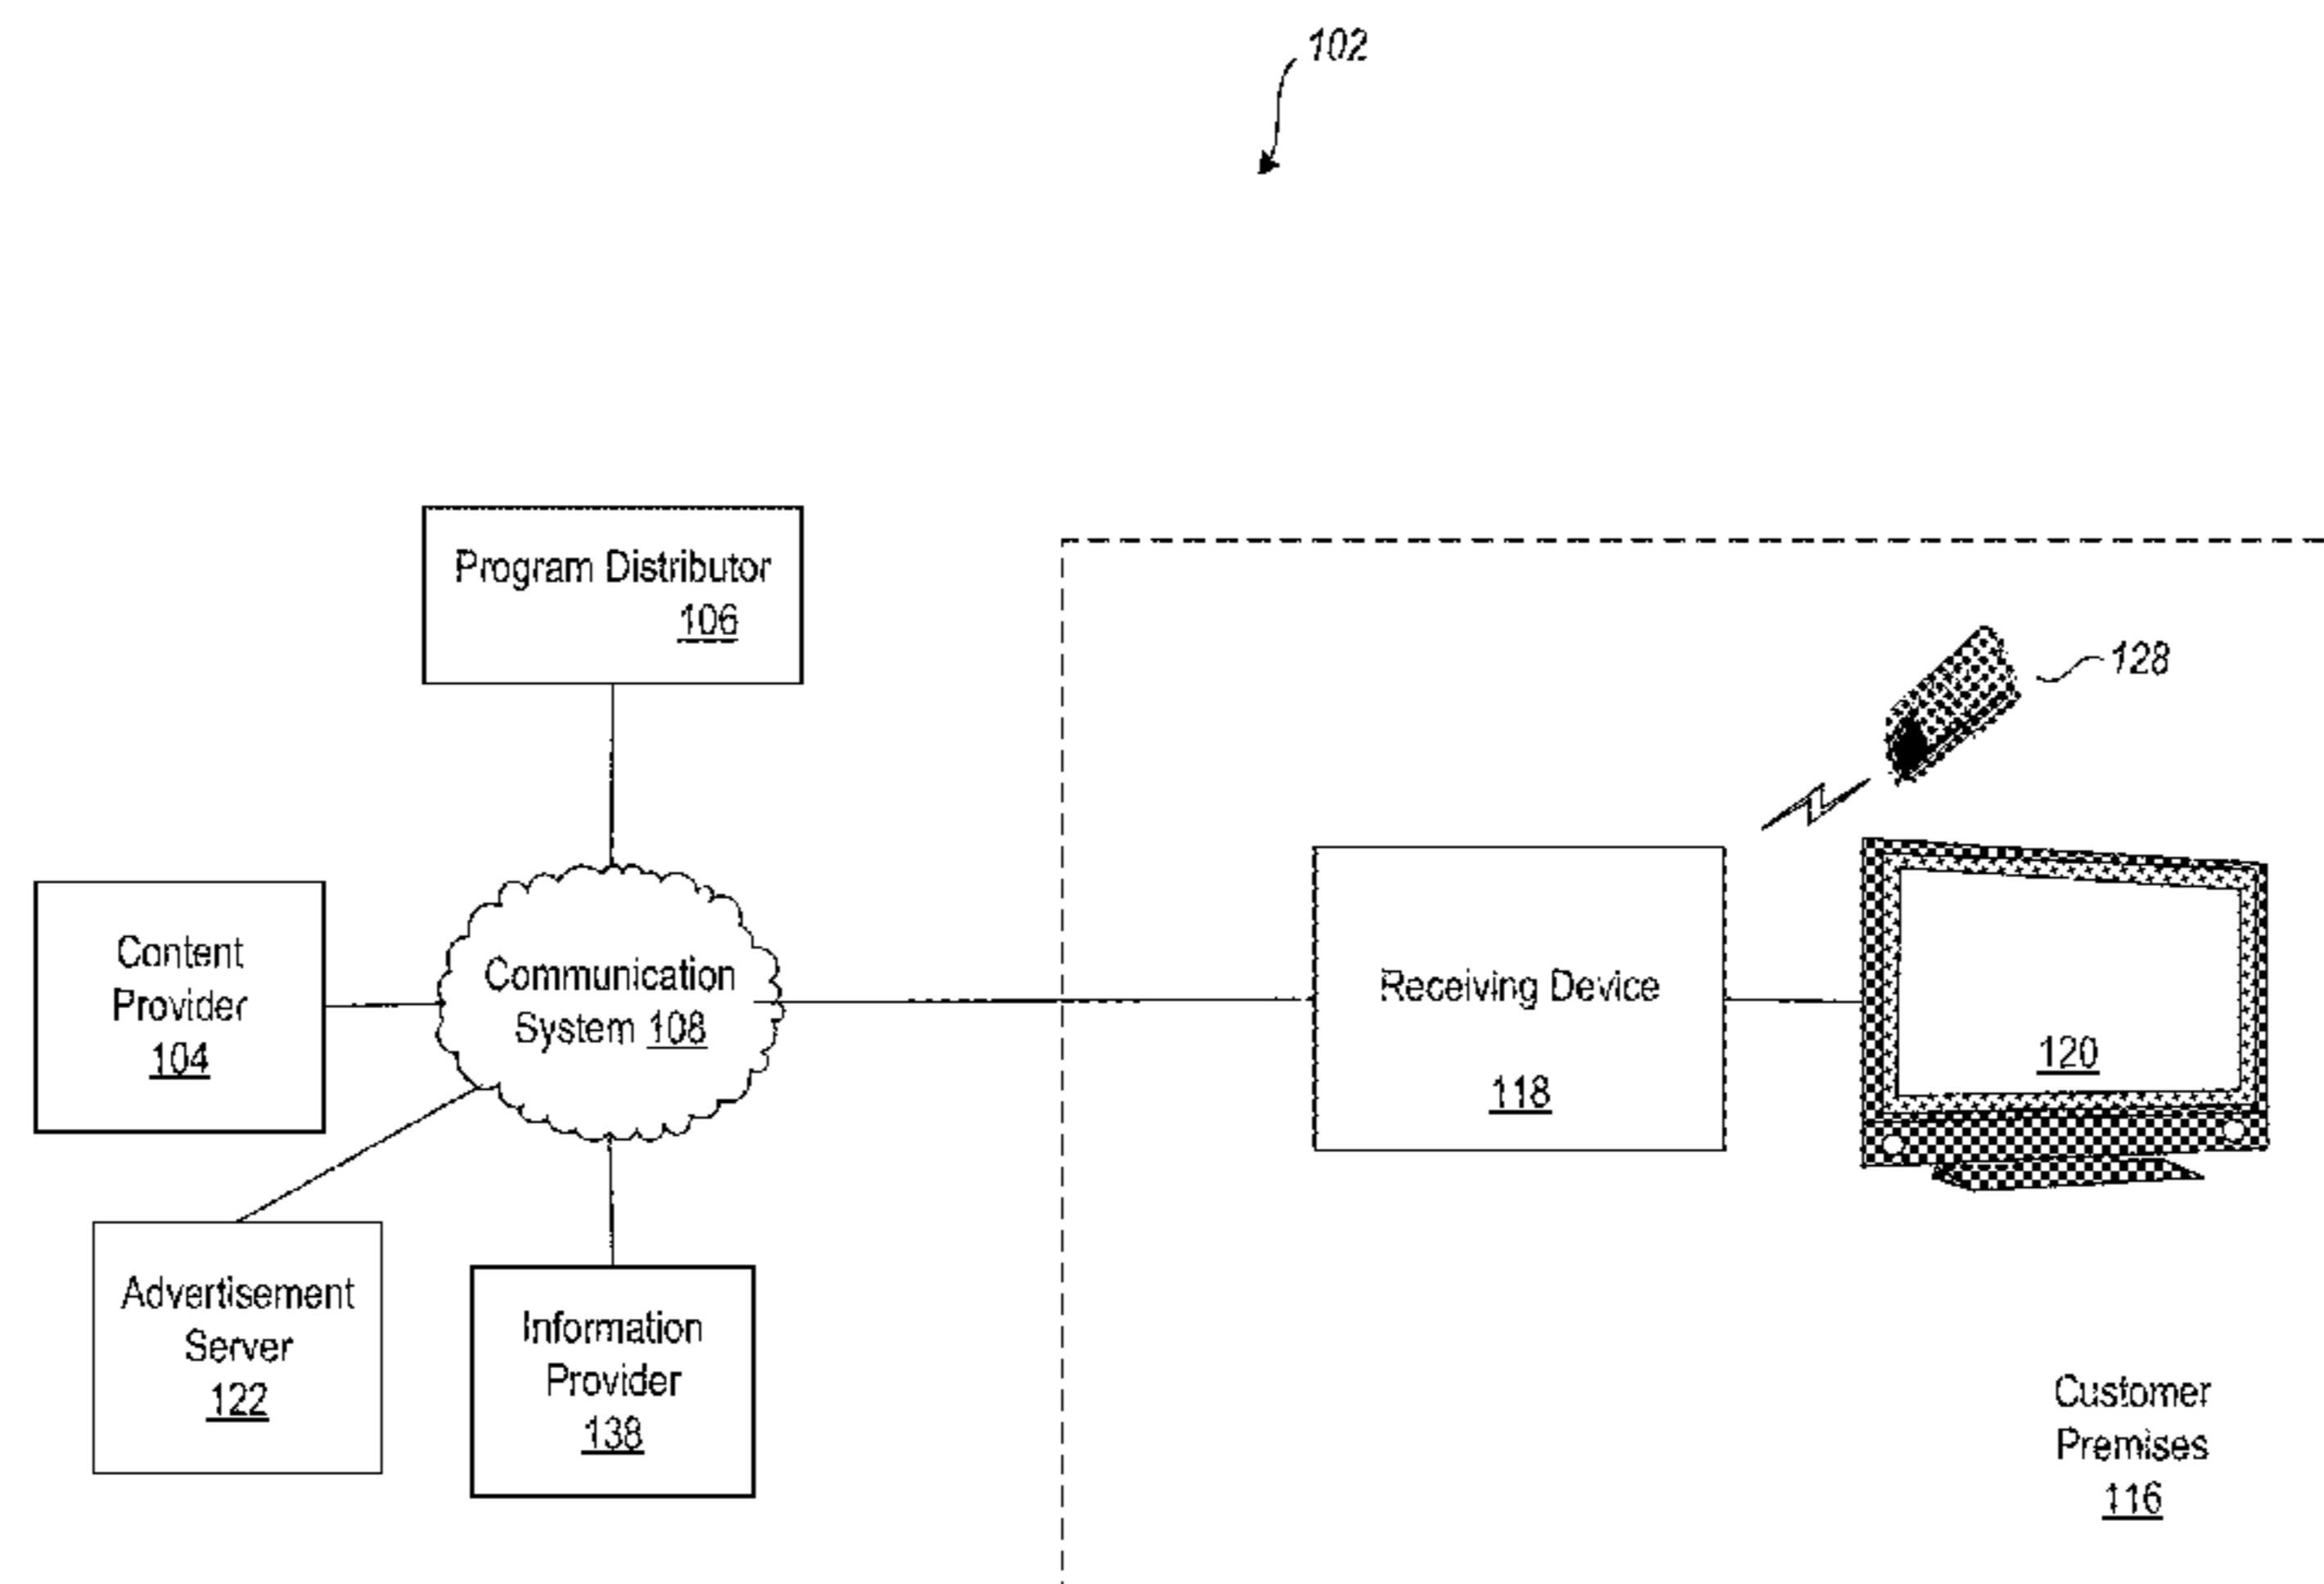 102
Program Distributor
106
128
Content
Provider
104
Communication
System 108
Receiving Device
118
120
Advertisement
Server
122
Information
Provider
138
Customer
Premises
116